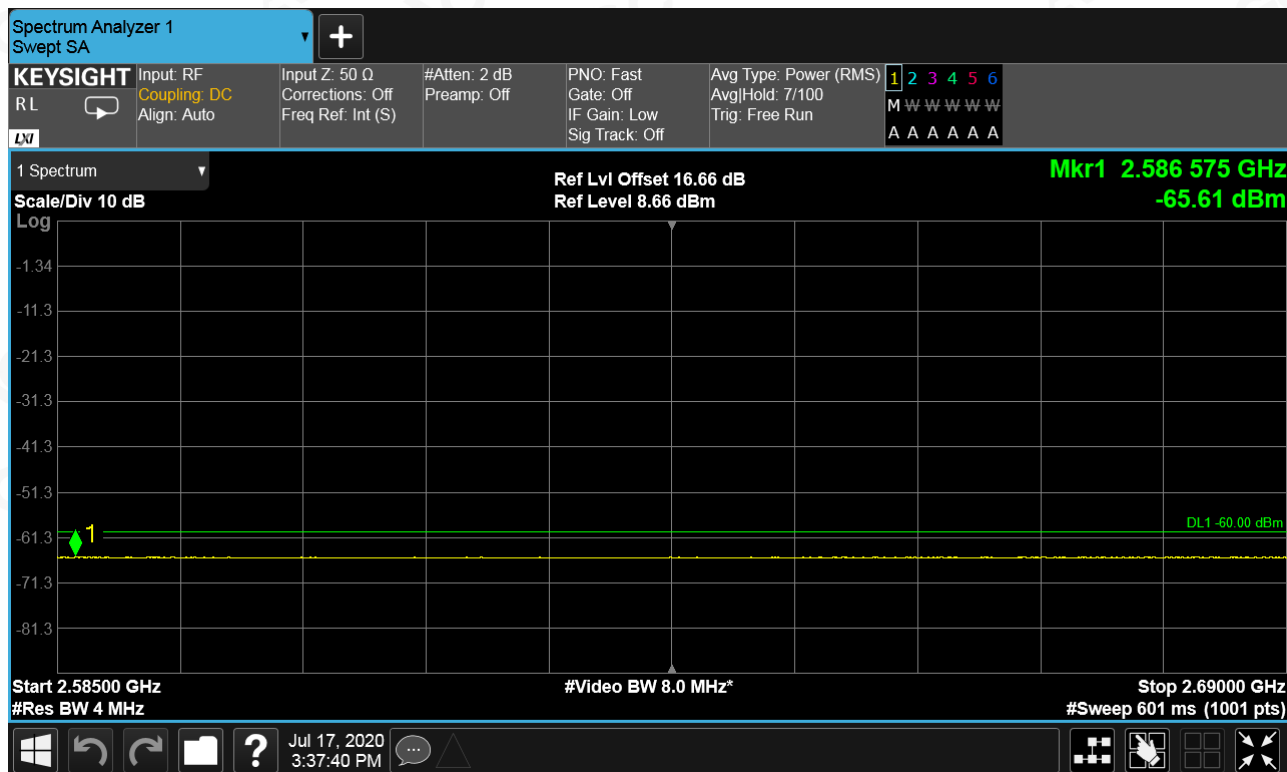 Spectrum Analyzer 1
Swept SA
KEYSIGHT
R L
LXI
Input: RF
Coupling: DC
Align: Auto
Input Z: 50 Ω
Corrections: Off
Freq Ref: Int (S)
#Atten: 2 dB
Preamp: Off
PNO: Fast
Gate: Off
IF Gain: Low
Sig Track: Off
Avg Type: Power (RMS)
Avg|Hold: 7/100
Trig: Free Run
1 2 3 4 5 6
M W W W W W
A A A A A A
1 Spectrum
Scale/Div 10 dB
Log
Ref Lvl Offset 16.66 dB
Ref Level 8.66 dBm
Mkr1 2.586 575 GHz
-65.61 dBm
-1.34
-11.3
-21.3
-31.3
-41.3
-51.3
DL1 -60.00 dBm
1
-61.3
-71.3
-81.3
Start 2.58500 GHz
#Video BW 8.0 MHz*
Stop 2.69000 GHz
#Res BW 4 MHz
#Sweep 601 ms (1001 pts)
?
Jul 17, 2020
3:37:40 PM